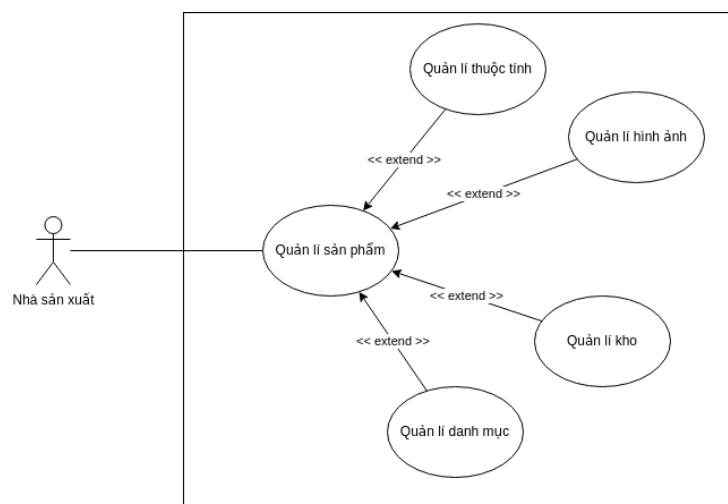 Quản lí thuộc tính
Quản lí hình ảnh
<< extend >>
<< extend >>
Quản lí sản phẩm
Nhà sản xuất
<< extend >>
Quản lí kho
<< extend >>
Quản lí danh mục